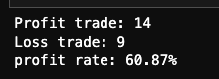 Profit trade: 14
Loss trade: 9
profit rate: 60.87%